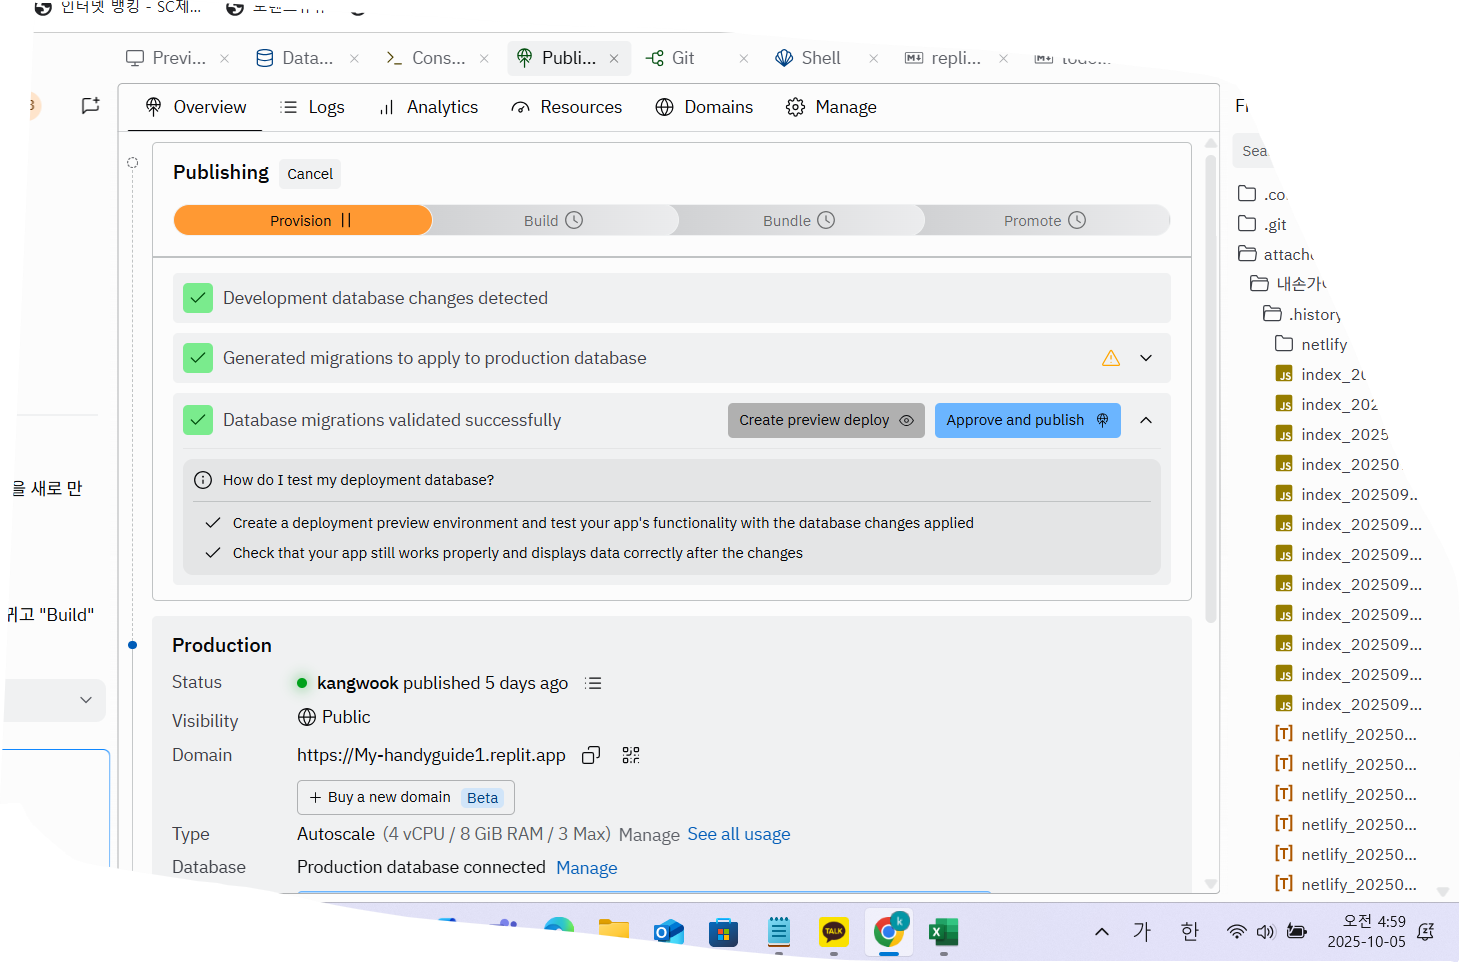 인터넷 뱅킹 - SC제...
Previ...
Data...
Cons...
Publi...
Git
Shell
repli...
Overview
Logs
Analytics
Resources
Domains
Manage
Publishing
Cancel
Provision
Build
Bundle
Promote
Development database changes detected
Generated migrations to apply to production database
Database migrations validated successfully
Create preview deploy
Approve and publish
How do I test my deployment database?
Create a deployment preview environment and test your app's functionality with the database changes applied
Check that your app still works properly and displays data correctly after the changes
Production
Status
kangwook published 5 days ago
Visibility
Public
Domain
https://My-handyguide1.replit.app
+ Buy a new domain Beta
Type
Autoscale (4 vCPU / 8 GiB RAM / 3 Max) Manage See all usage
Database
Production database connected Manage
을 새로 만
뀌고 "Build"
Sea
.co
.git
attach
내손가
.history
netlify
index_20
index_202
index_2025
index_20250
index_202509..
index_202509...
index_202509...
index_202509...
index_202509...
index_202509...
index_202509...
index_202509...
netlify_20250...
netlify_20250...
netlify_20250...
netlify_20250...
netlify_20250...
netlify_20250...
TALK
가
한
오전 4:59
2025-10-05